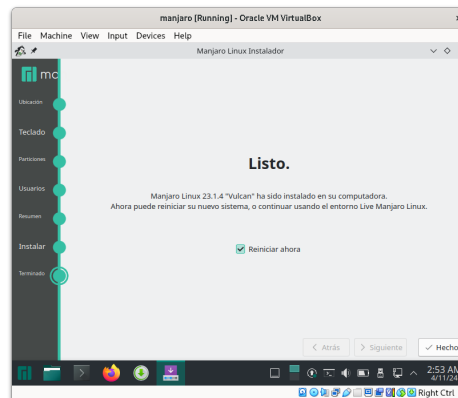 manjaro [Running] - Oracle VM VirtualBox
File Machine View Input Devices Help
Manjaro Linux Instalador
Ubicación
Teclado
Particiones
Usuarios
Resumen
Instalar
Terminado
Listo.
Manjaro Linux 23.1.4 "Vulcan" ha sido instalado en su computadora.
Ahora puede reiniciar su nuevo sistema, o continuar usando el entorno Live Manjaro Linux.
Reiniciar ahora
Atrás
Siguiente
Hecho
2:53 AM
4/11/24
Right Ctrl